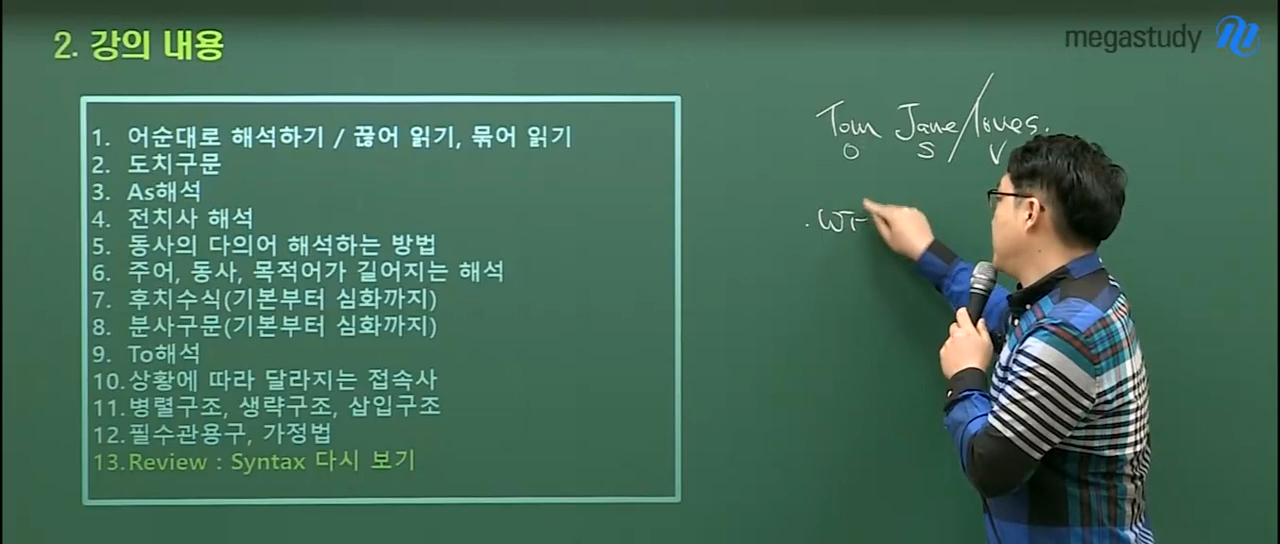 2. 강의 내용
megastudy
1. 어순대로 해석하기 / 끊어 읽기, 묶어 읽기
2. 도치구문
3. As해석
4. 전치사 해석
5. 동사의 다의어 해석하는 방법
6. 주어, 동사, 목적어가 길어지는 해석
7. 후치수식(기본부터 심화까지)
8. 분사구문(기본부터 심화까지)
9. To해석
10. 상황에 따라 달라지는 접속사
11. 병렬구조, 생략구조, 삽입구조
12. 필수관용구, 가정법
13. Review : Syntax 다시 보기
Tom Jane / loves.
O S V